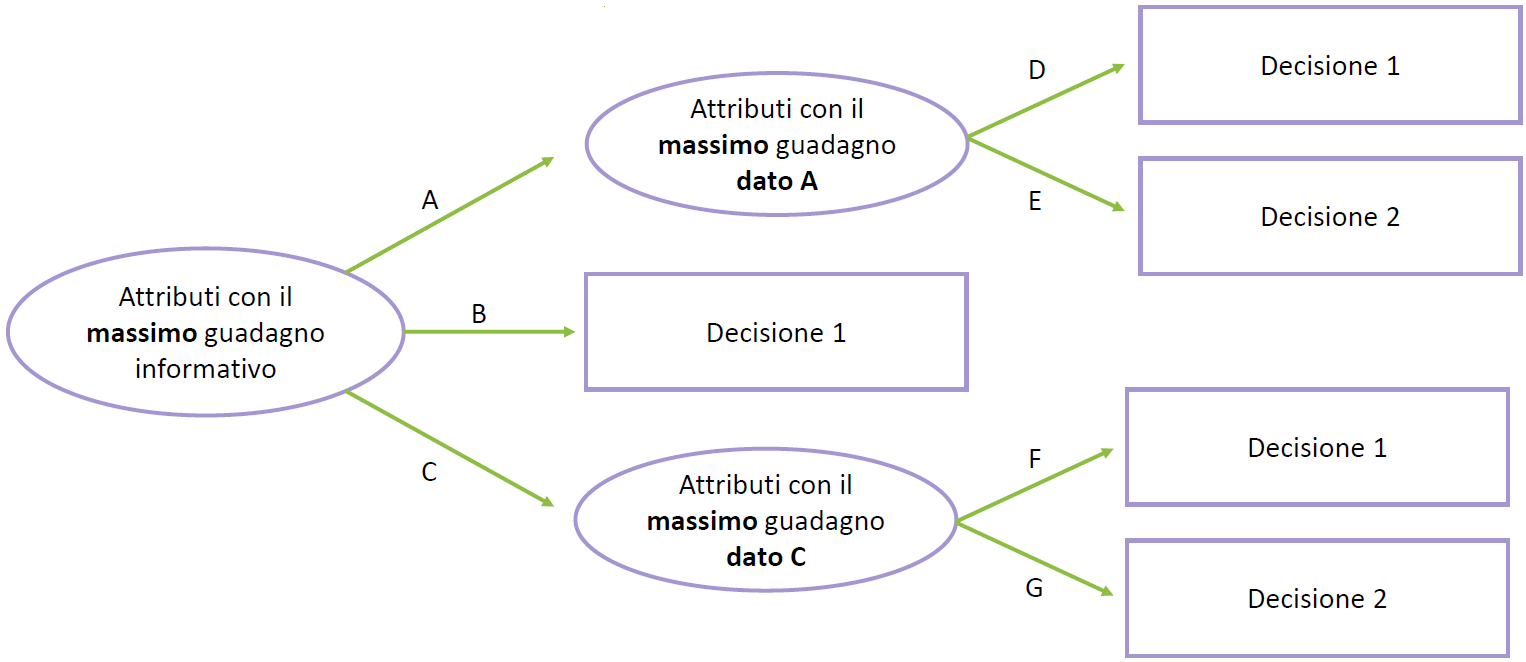 Attributi con il
massimo guadagno
informativo
A
B
C
Attributi con il
massimo guadagno
dato A
D
E
Decisione 1
Decisione 2
Decisione 1
Attributi con il
massimo guadagno
dato C
F
G
Decisione 1
Decisione 2